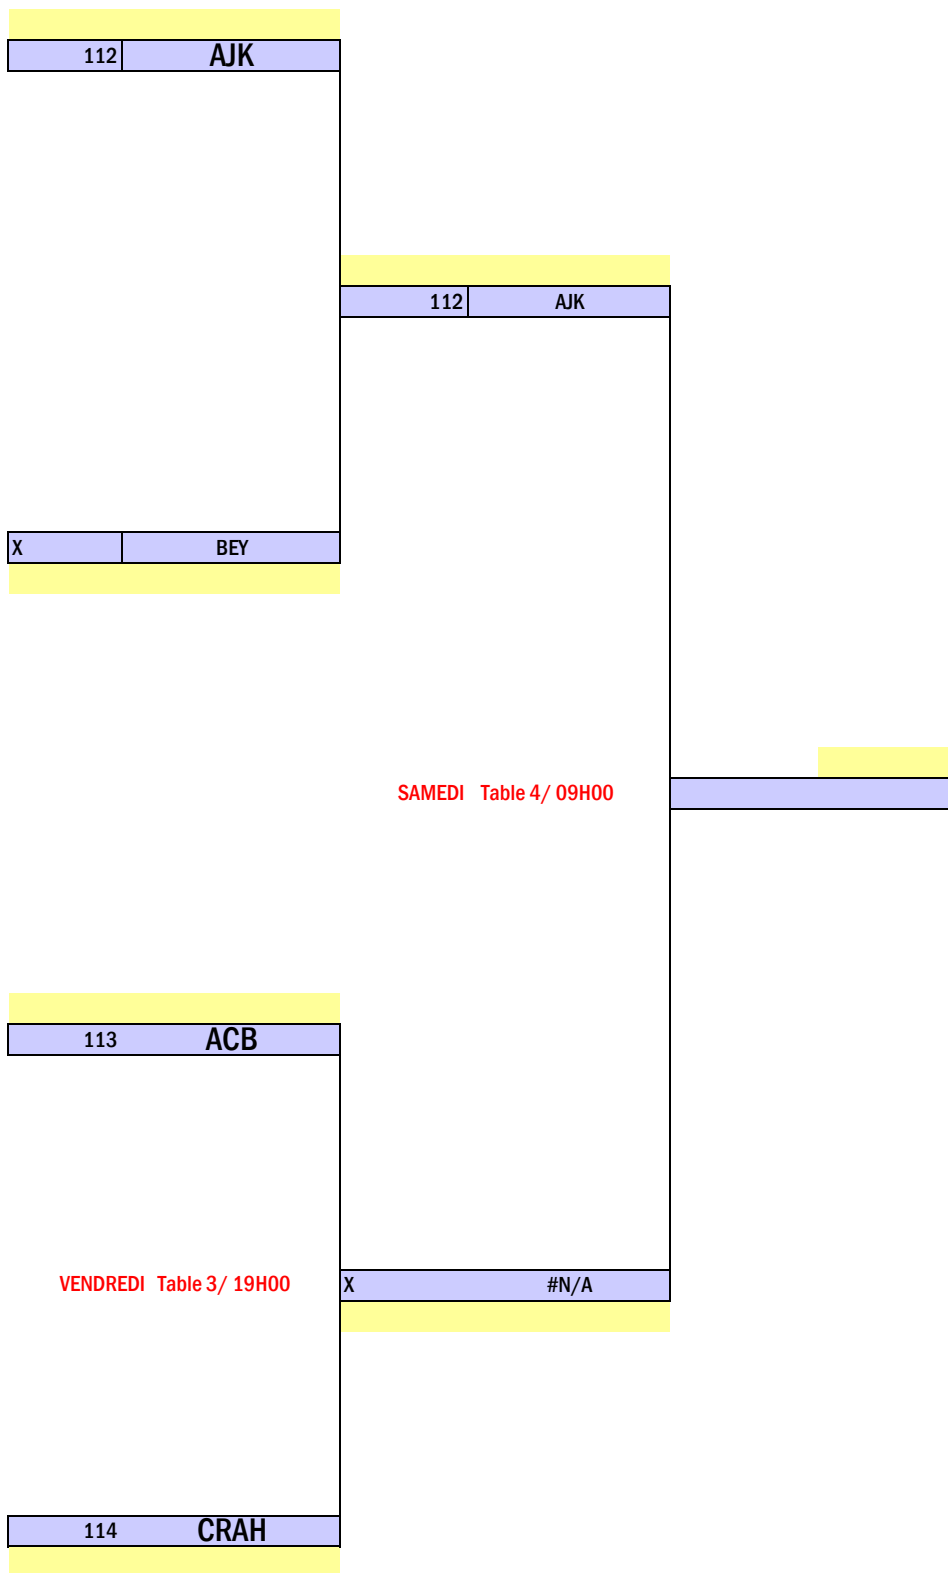 112 AJK
112 AJK
X BEY
SAMEDI Table 4/ 09H00
113 ACB
VENDREDI Table 3/ 19H00
X #N/A
114 CRAH